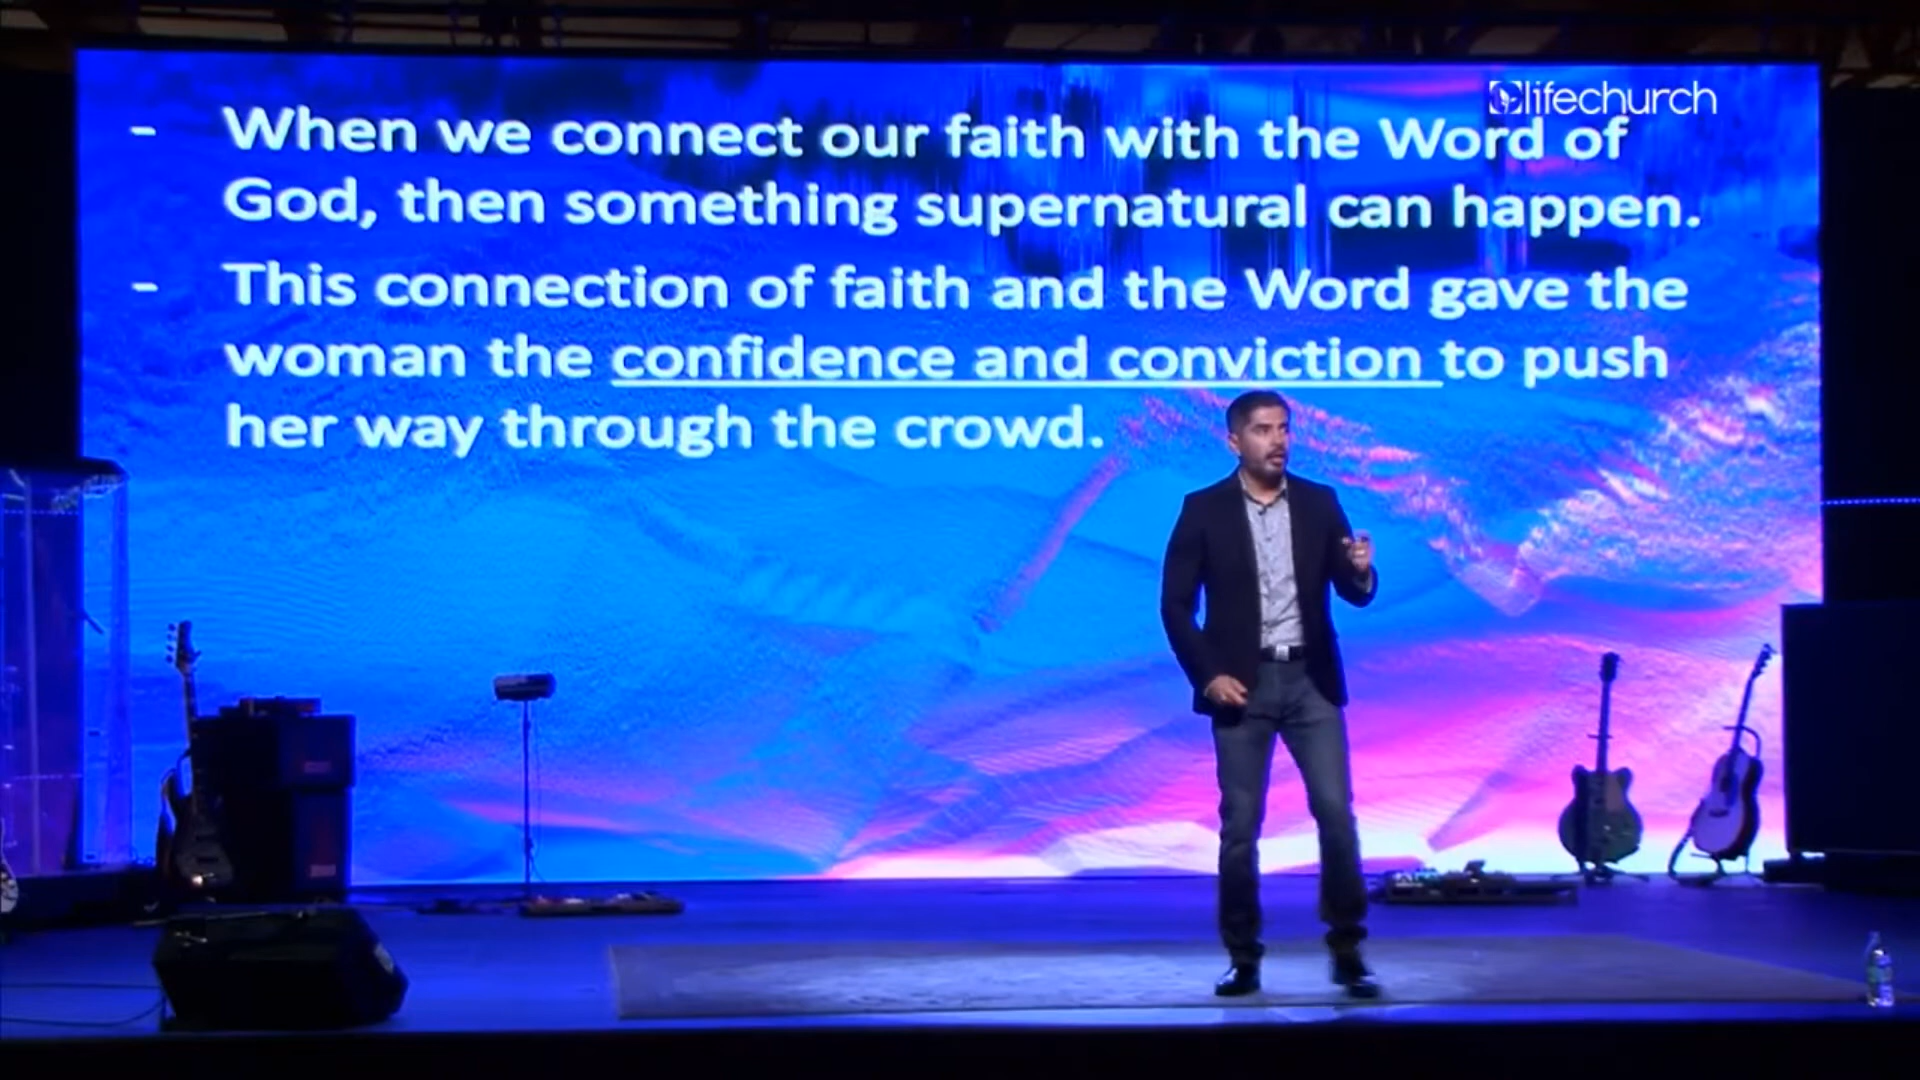 lifechurch
- When we connect our faith with the Word of
God, then something supernatural can happen.
- This connection of faith and the Word gave the
woman the confidence and conviction to push
her way through the crowd.